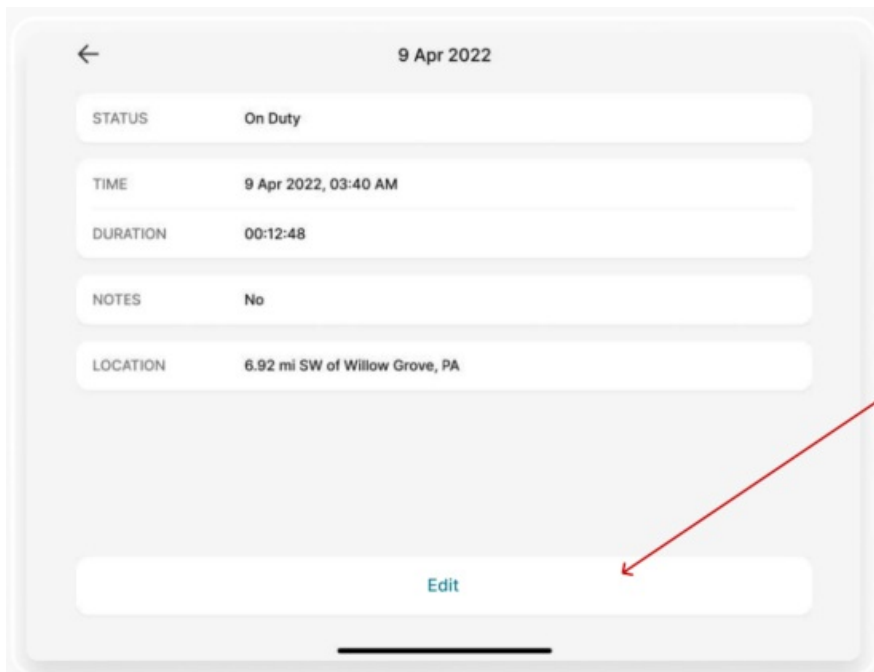 9 Apr 2022
STATUS On Duty
TIME 9 Apr 2022, 03:40 AM
DURATION 00:12:48
NOTES No
LOCATION 6.92 mi SW of Willow Grove, PA
Edit